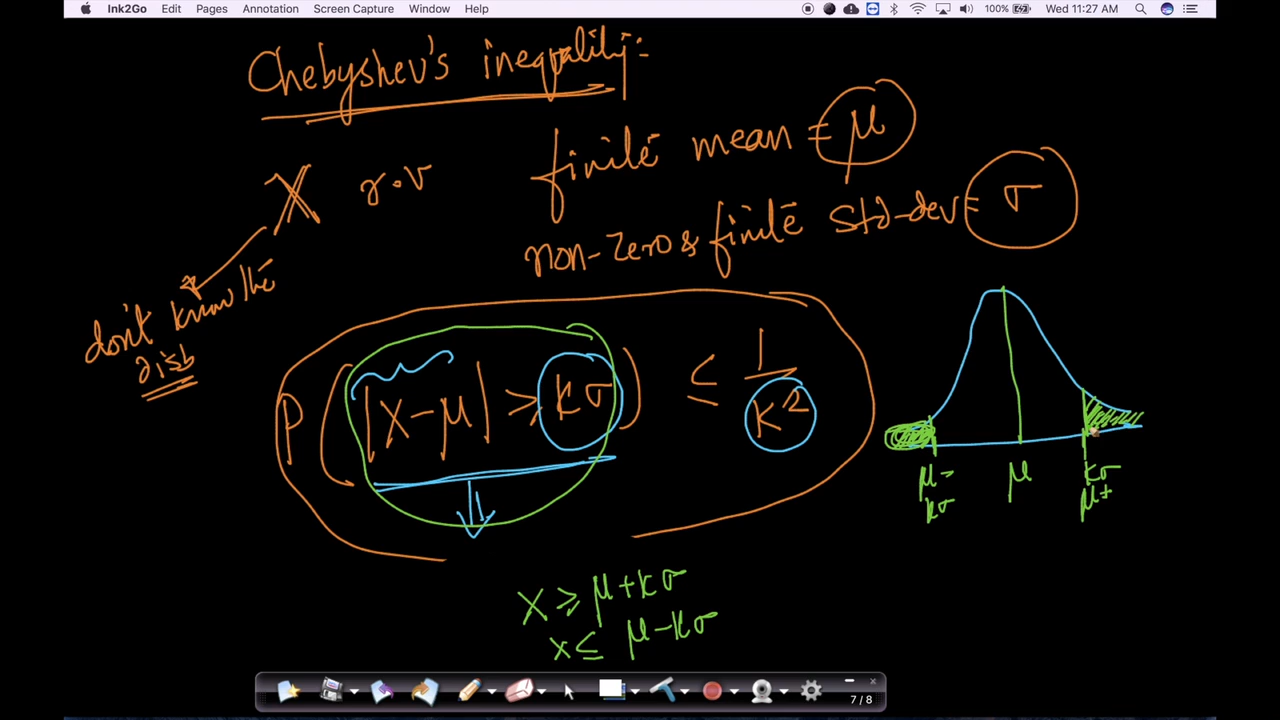 Ink2Go Edit Pages Annotation Screen Capture Window Help 100% Wed 11:27 AM
Chebyshev's inequality:
X r.v finite mean = μ
non-zero & finite std-dev = σ
don't know the
P ( |X-μ| ≥ kσ ) ≤ 1/k²
μ- μ kσ
kσ μ+
X ≥ μ+kσ
x ≤ μ-kσ
7 / 8